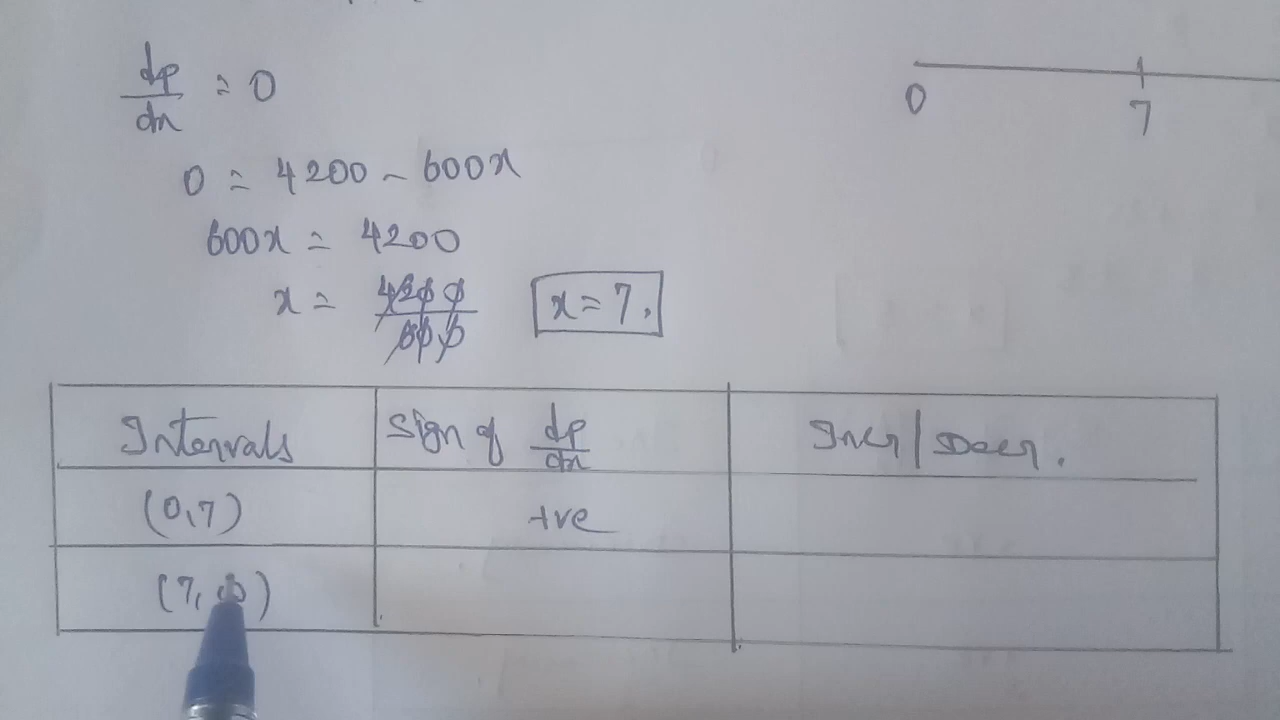 dp/dx = 0
0 7
0 = 4200 - 600x
600x = 4200
x = 4200/600 x = 7.
Intervals Sign of dp/dx Incr/Decr.
(0,7) +ve
(7,